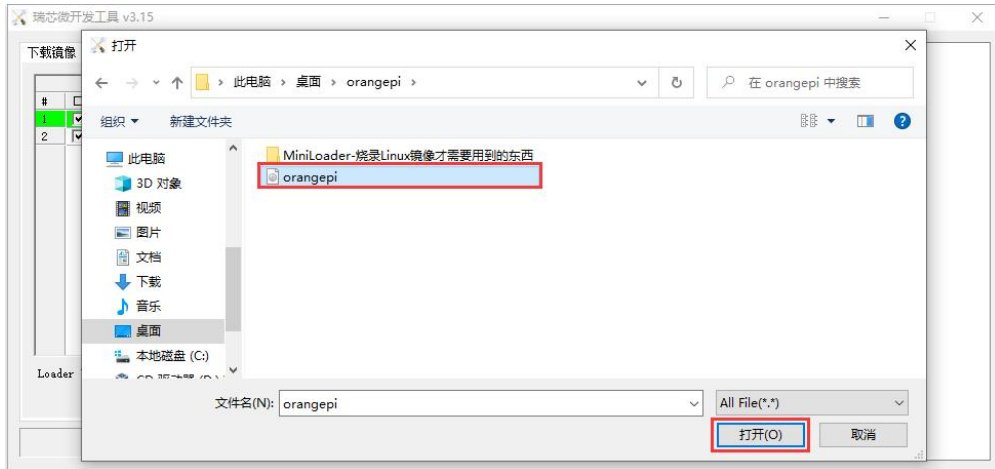 瑞芯微开发工具 v3.15
下载镜像
打开
此电脑 › 桌面 › orangepi ›
在 orangepi 中搜索
组织
新建文件夹
#
1
2
此电脑
3D 对象
视频
图片
文档
下载
音乐
桌面
本地磁盘 (C:)
MiniLoader-烧录Linux镜像才需要用到的东西
orangepi
Loader
文件名(N): orangepi
All File(*.*)
打开(O)
取消